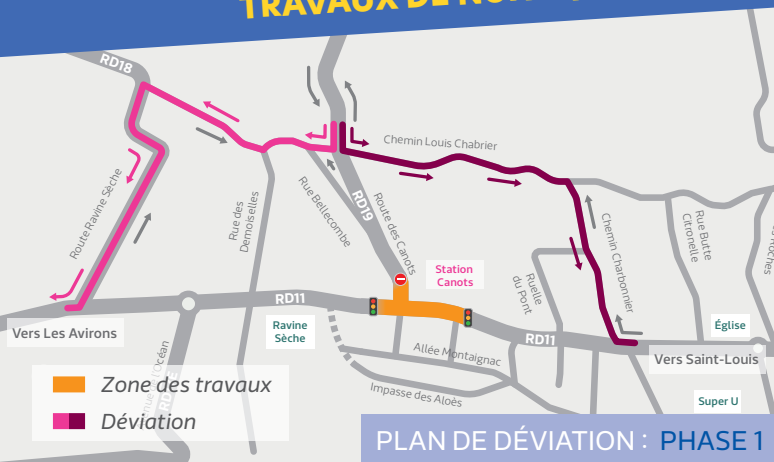 TRAVAUX DE
RD18
Chemin Louis Chabrier
Route Ravine Sèche
Rue des
Demoiselles
Rue Bellecombe
RD19
Route des Canots
Station
Canots
Chemin Charbonnier
Rue Butte
Citronelle
Ruelle
du Pont
RD11
Ravine
Sèche
Vers Les Avirons
RD11
Église
Vers Saint-Louis
Allée Montaignac
Impasse des Aloès
Super U
Zone des travaux
Déviation
PLAN DE DÉVIATION : PHASE 1